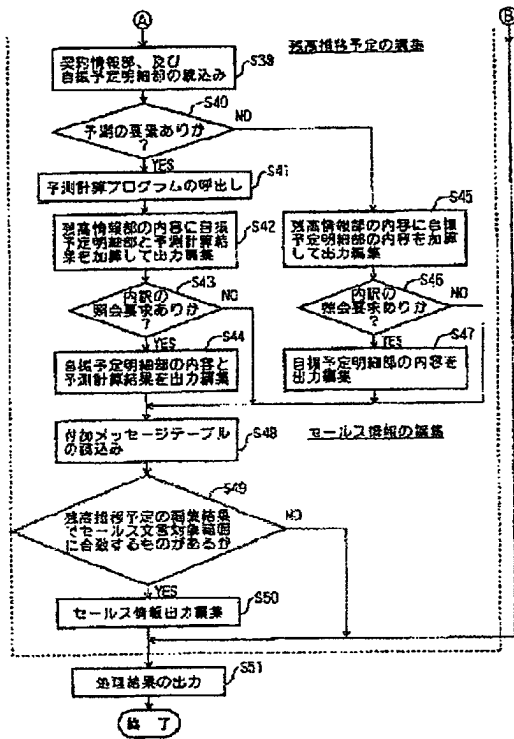 A
B
残高推移予定の編集
契約情報部、及び
自振予定明細部の読込み
S39
S40
予測の要求ありか
?
NO
YES
予測計算プログラムの呼出し
S41
残高情報部の内容に自振
予定明細部と予測計算結
果を加算して出力編集
S42
S45
残高情報部の内容に自振
予定明細部の内容を加算
して出力編集
S43
内訳の
照会要求ありか
?
NO
YES
S46
内訳の
照会要求ありか
?
NO
YES
S44
自振予定明細部の内容と
予測計算結果を出力編集
S47
自振予定明細部の内容を
出力編集
セールス情報の編集
付加メッセージテーブル
の読込み
S48
S49
残高推移予定の編集結果
でセールス文言対象範囲
に合致するものがあるか
NO
YES
セールス情報出力編集
S50
処理結果の出力
S51
終 了